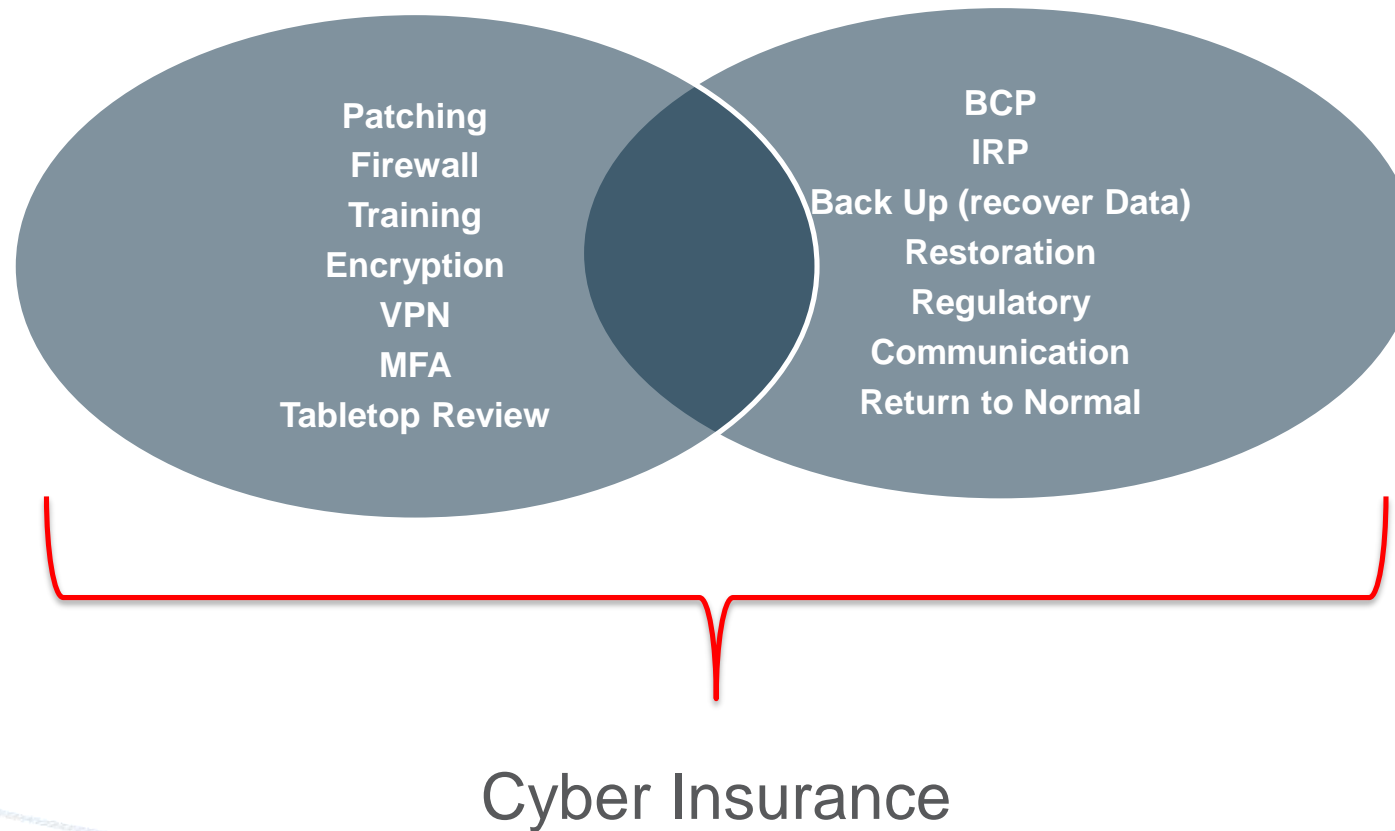 Patching
Firewall
Training
Encryption
VPN
MFA
Tabletop Review
BCP
IRP
Back Up (recover Data)
Restoration
Regulatory
Communication
Return to Normal
Cyber Insurance